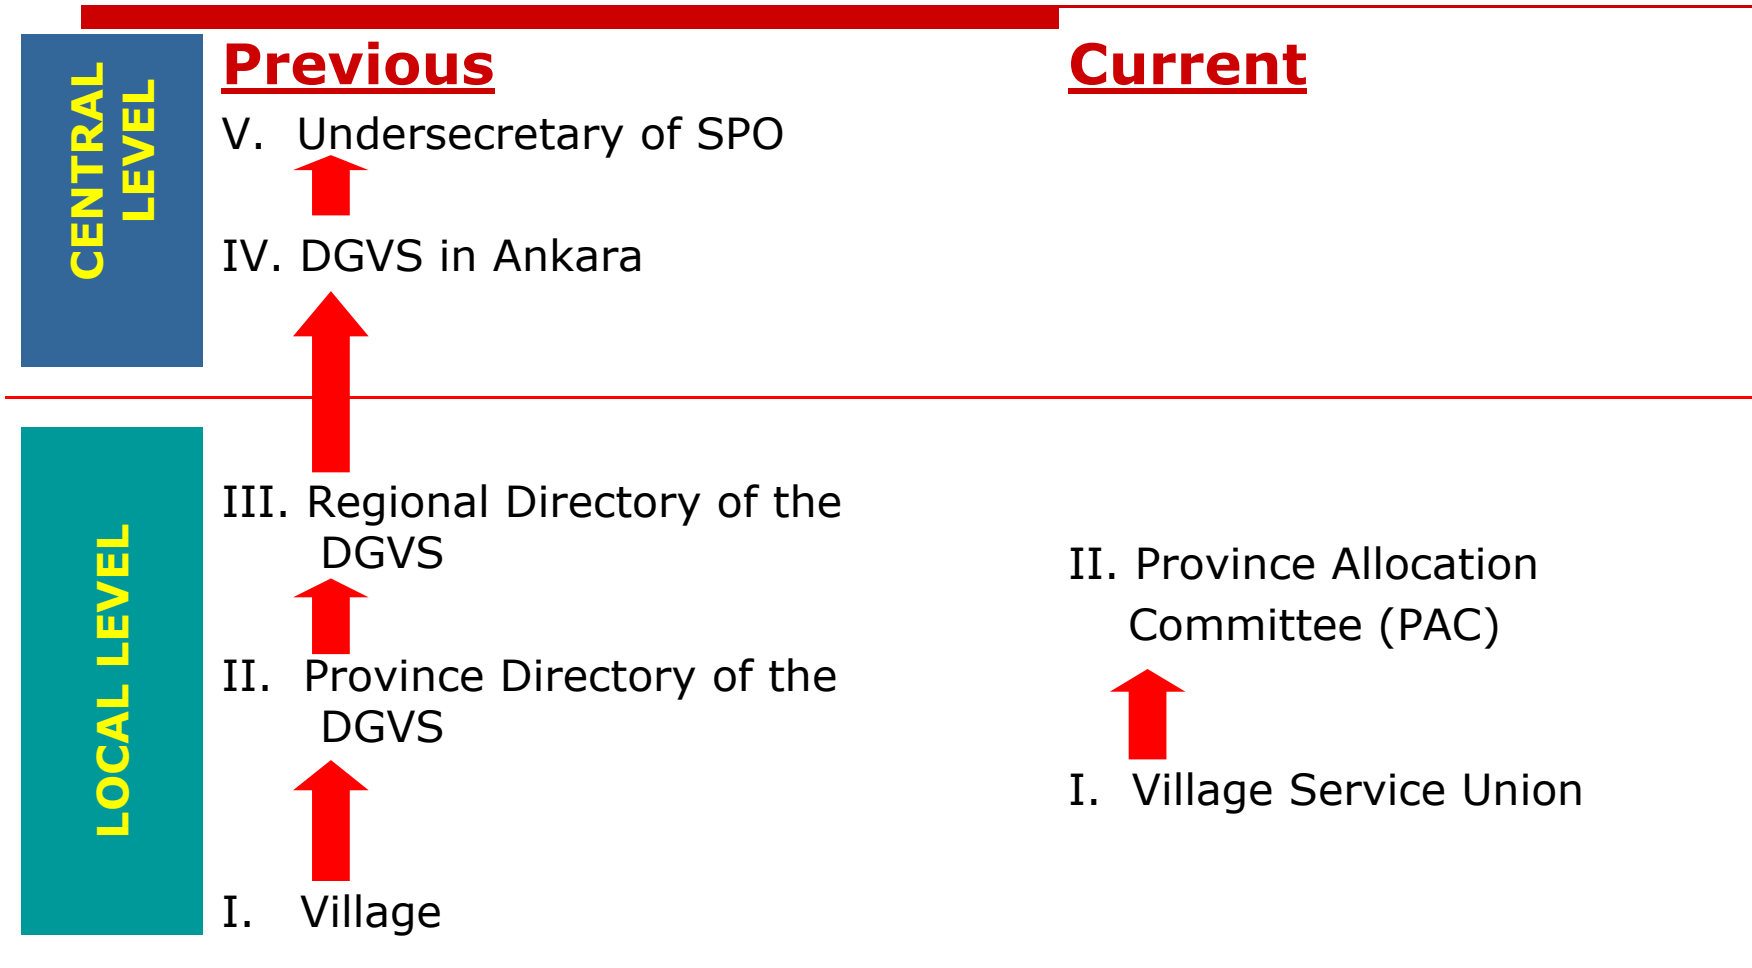 CENTRAL
LEVEL
Previous
V. Undersecretary of SPO
IV. DGVS in Ankara
Current
LOCAL LEVEL
III. Regional Directory of the
DGVS
II. Province Directory of the
DGVS
I. Village
II. Province Allocation
Committee (PAC)
I. Village Service Union